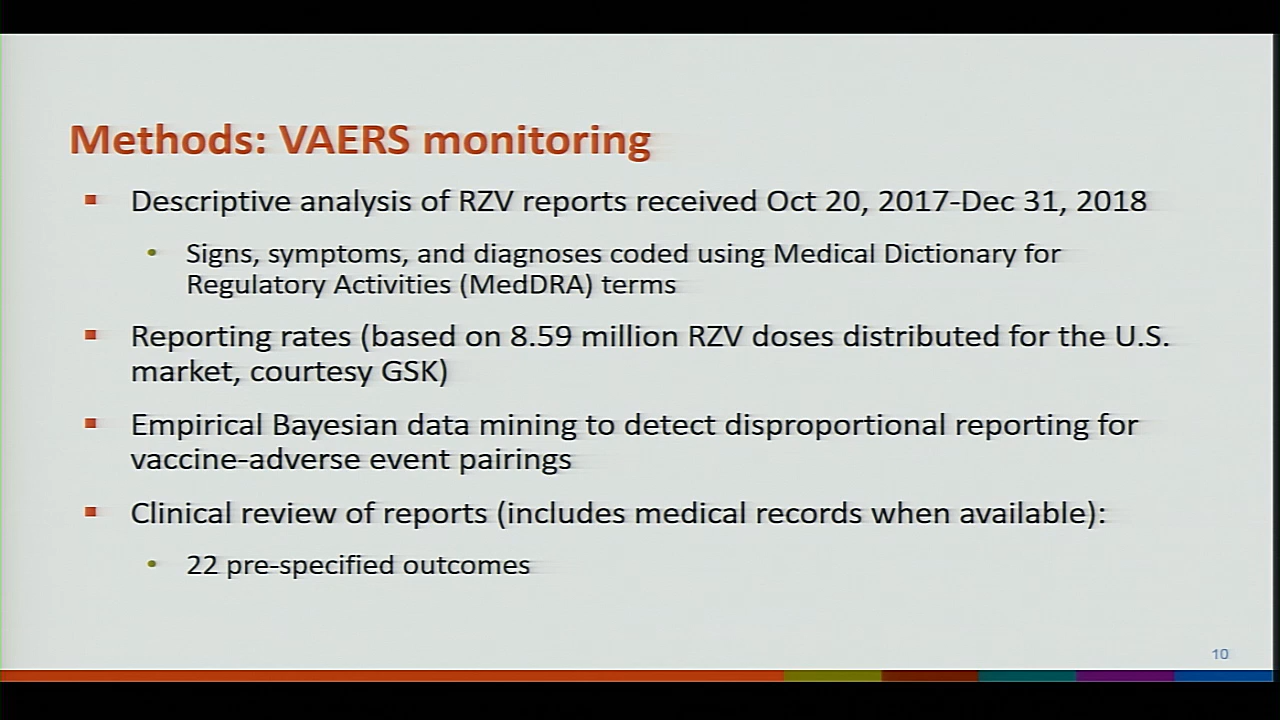 Methods: VAERS monitoring
Descriptive analysis of RZV reports received Oct 20, 2017-Dec 31, 2018
Signs, symptoms, and diagnoses coded using Medical Dictionary for
Regulatory Activities (MedDRA) terms
Reporting rates (based on 8.59 million RZV doses distributed for the U.S.
market, courtesy GSK)
Empirical Bayesian data mining to detect disproportional reporting for
vaccine-adverse event pairings
Clinical review of reports (includes medical records when available):
22 pre-specified outcomes
10